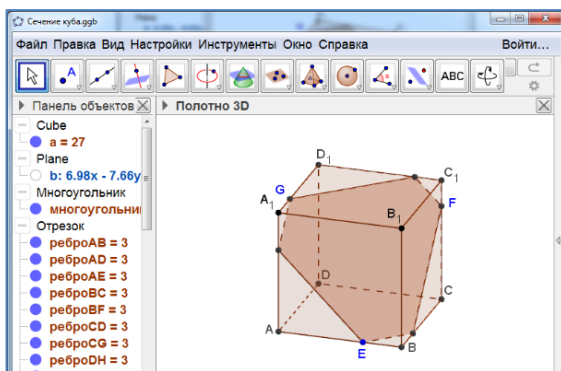 Сечение куба.ggb
Файл Правка Вид Настройки Инструменты Окно Справка
Войти...
A
ABC
Панель объектов
Полотно 3D
Cube
a = 27
Plane
b: 6.98x - 7.66y
Многоугольник
многоугольни
Отрезок
реброAB = 3
реброAD = 3
реброAE = 3
реброBC = 3
реброBF = 3
реброCD = 3
реброCG = 3
реброDH = 3
D1
C1
G
F
A1
B1
D
C
A
E
B